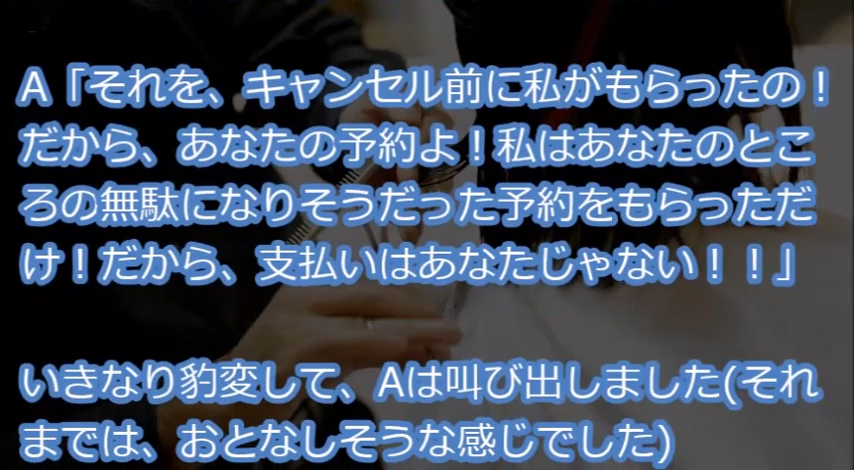 A「それを、キャンセル前に私がもらったの！
だから、あなたの予約よ！私はあなたのとこ
ろの無駄になりそうだった予約をもらっただ
け！だから、支払いはあなたじゃない！！」
いきなり豹変して、Aは叫び出しました(それ
までは、おとなしそうな感じでした)